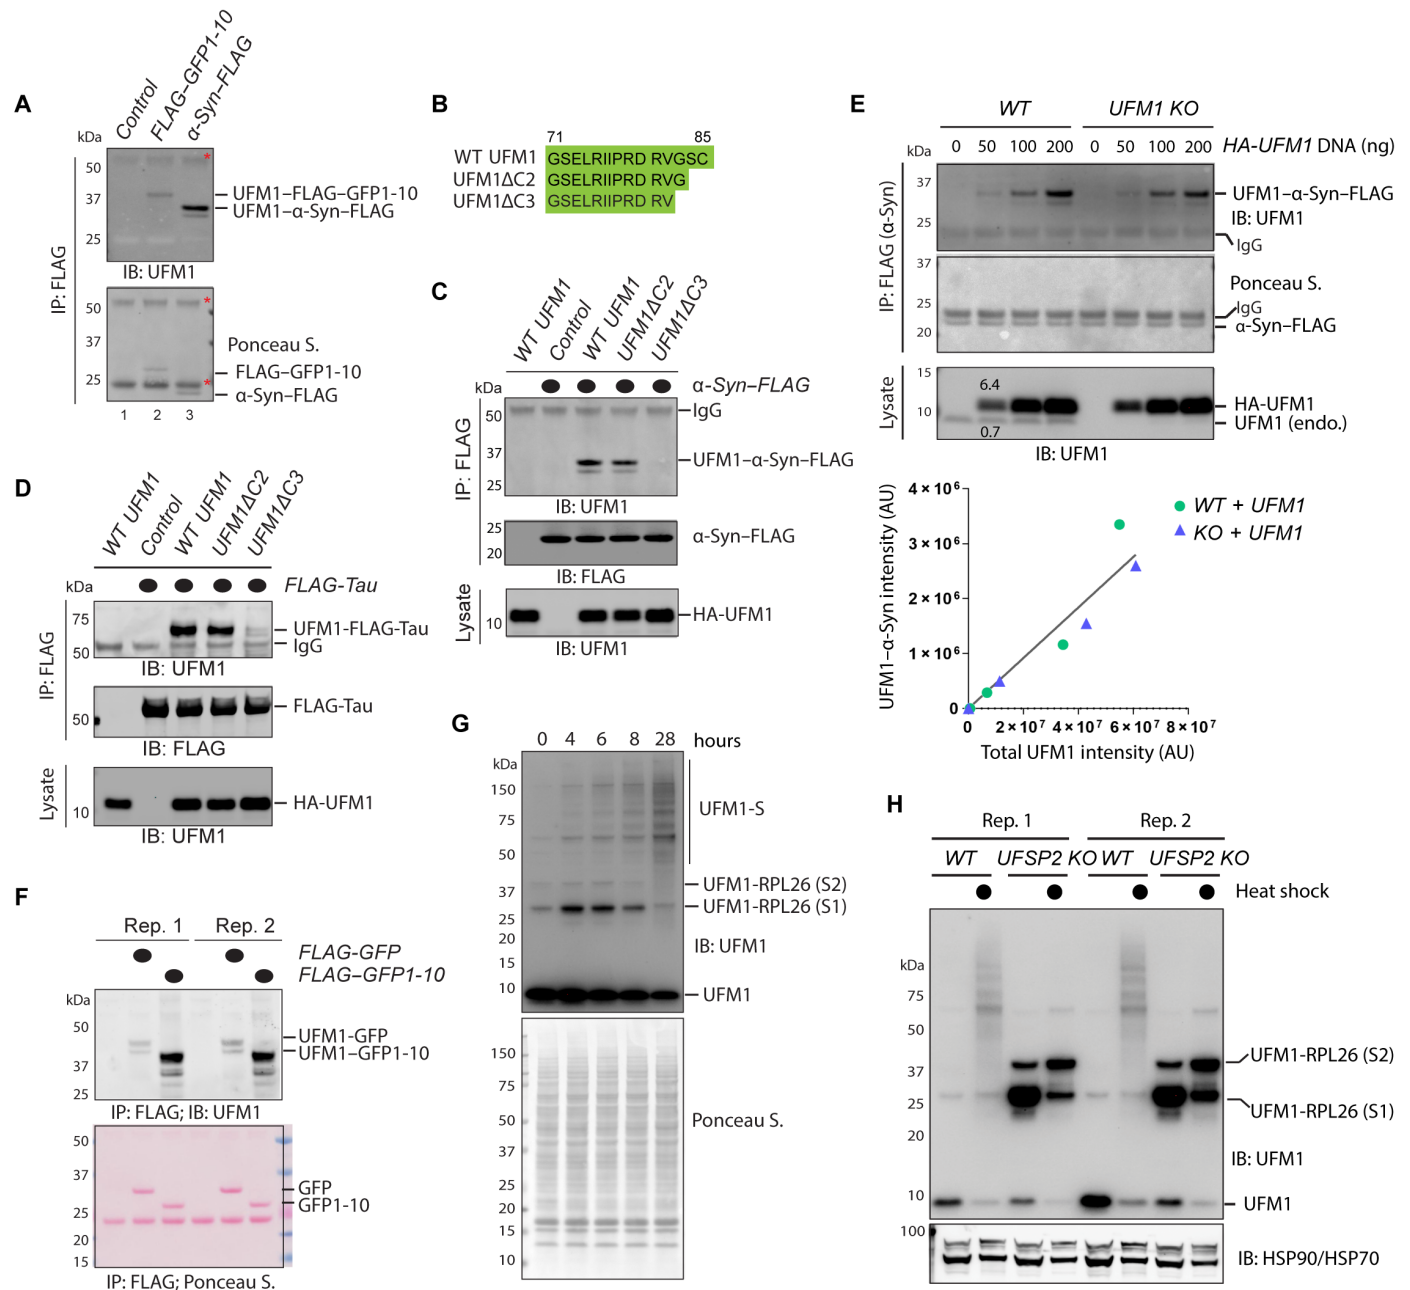 A
Control
FLAG–GFP1-10
α-Syn–FLAG
kDa
50
37
25
UFM1–FLAG–GFP1-10
UFM1–α-Syn–FLAG
IP: FLAG
IB: UFM1
50
37
25
Ponceau S.
FLAG–GFP1-10
α-Syn–FLAG
1 2 3
*
*
*
B
71 85
WT UFM1 GSELRIIPRD RVGSC
UFM1ΔC2 GSELRIIPRD RVG
UFM1ΔC3 GSELRIIPRD RV
C
WT UFM1
Control
WT UFM1
UFM1ΔC2
UFM1ΔC3
α-Syn–FLAG
kDa
50
37
25
IgG
UFM1–α-Syn–FLAG
IP: FLAG
IB: UFM1
25
20
α-Syn–FLAG
IB: FLAG
Lysate
10
HA-UFM1
IB: UFM1
D
WT UFM1
Control
WT UFM1
UFM1ΔC2
UFM1ΔC3
FLAG-Tau
kDa
75
50
UFM1-FLAG-Tau
IgG
IP: FLAG
IB: UFM1
50
FLAG-Tau
IB: FLAG
Lysate
10
HA-UFM1
IB: UFM1
E
WT UFM1 KO
0 50 100 200 0 50 100 200 HA-UFM1 DNA (ng)
kDa
37
25
UFM1–α-Syn–FLAG
IB: UFM1
IgG
IP: FLAG (α-Syn)
37
25
20
Ponceau S.
IgG
α-Syn–FLAG
Lysate
15
10
6.4
0.7
HA-UFM1
UFM1 (endo.)
IB: UFM1
UFM1–α-Syn intensity (AU)
4 × 10⁶
3 × 10⁶
2 × 10⁶
1 × 10⁶
0
0 2 × 10⁷ 4 × 10⁷ 6 × 10⁷ 8 × 10⁷
Total UFM1 intensity (AU)
WT + UFM1
KO + UFM1
F
Rep. 1 Rep. 2
FLAG-GFP
FLAG–GFP1-10
kDa
50
37
25
UFM1-GFP
UFM1–GFP1-10
IP: FLAG; IB: UFM1
50
37
25
20
15
GFP
GFP1-10
IP: FLAG; Ponceau S.
G
0 4 6 8 28 hours
kDa
150
75
50
37
25
20
15
10
UFM1-S
UFM1-RPL26 (S2)
UFM1-RPL26 (S1)
IB: UFM1
UFM1
150
75
50
37
25
20
15
10
Ponceau S.
H
Rep. 1 Rep. 2
WT UFSP2 KO WT UFSP2 KO
Heat shock
kDa
75
50
37
25
20
10
UFM1-RPL26 (S2)
UFM1-RPL26 (S1)
IB: UFM1
UFM1
100
IB: HSP90/HSP70